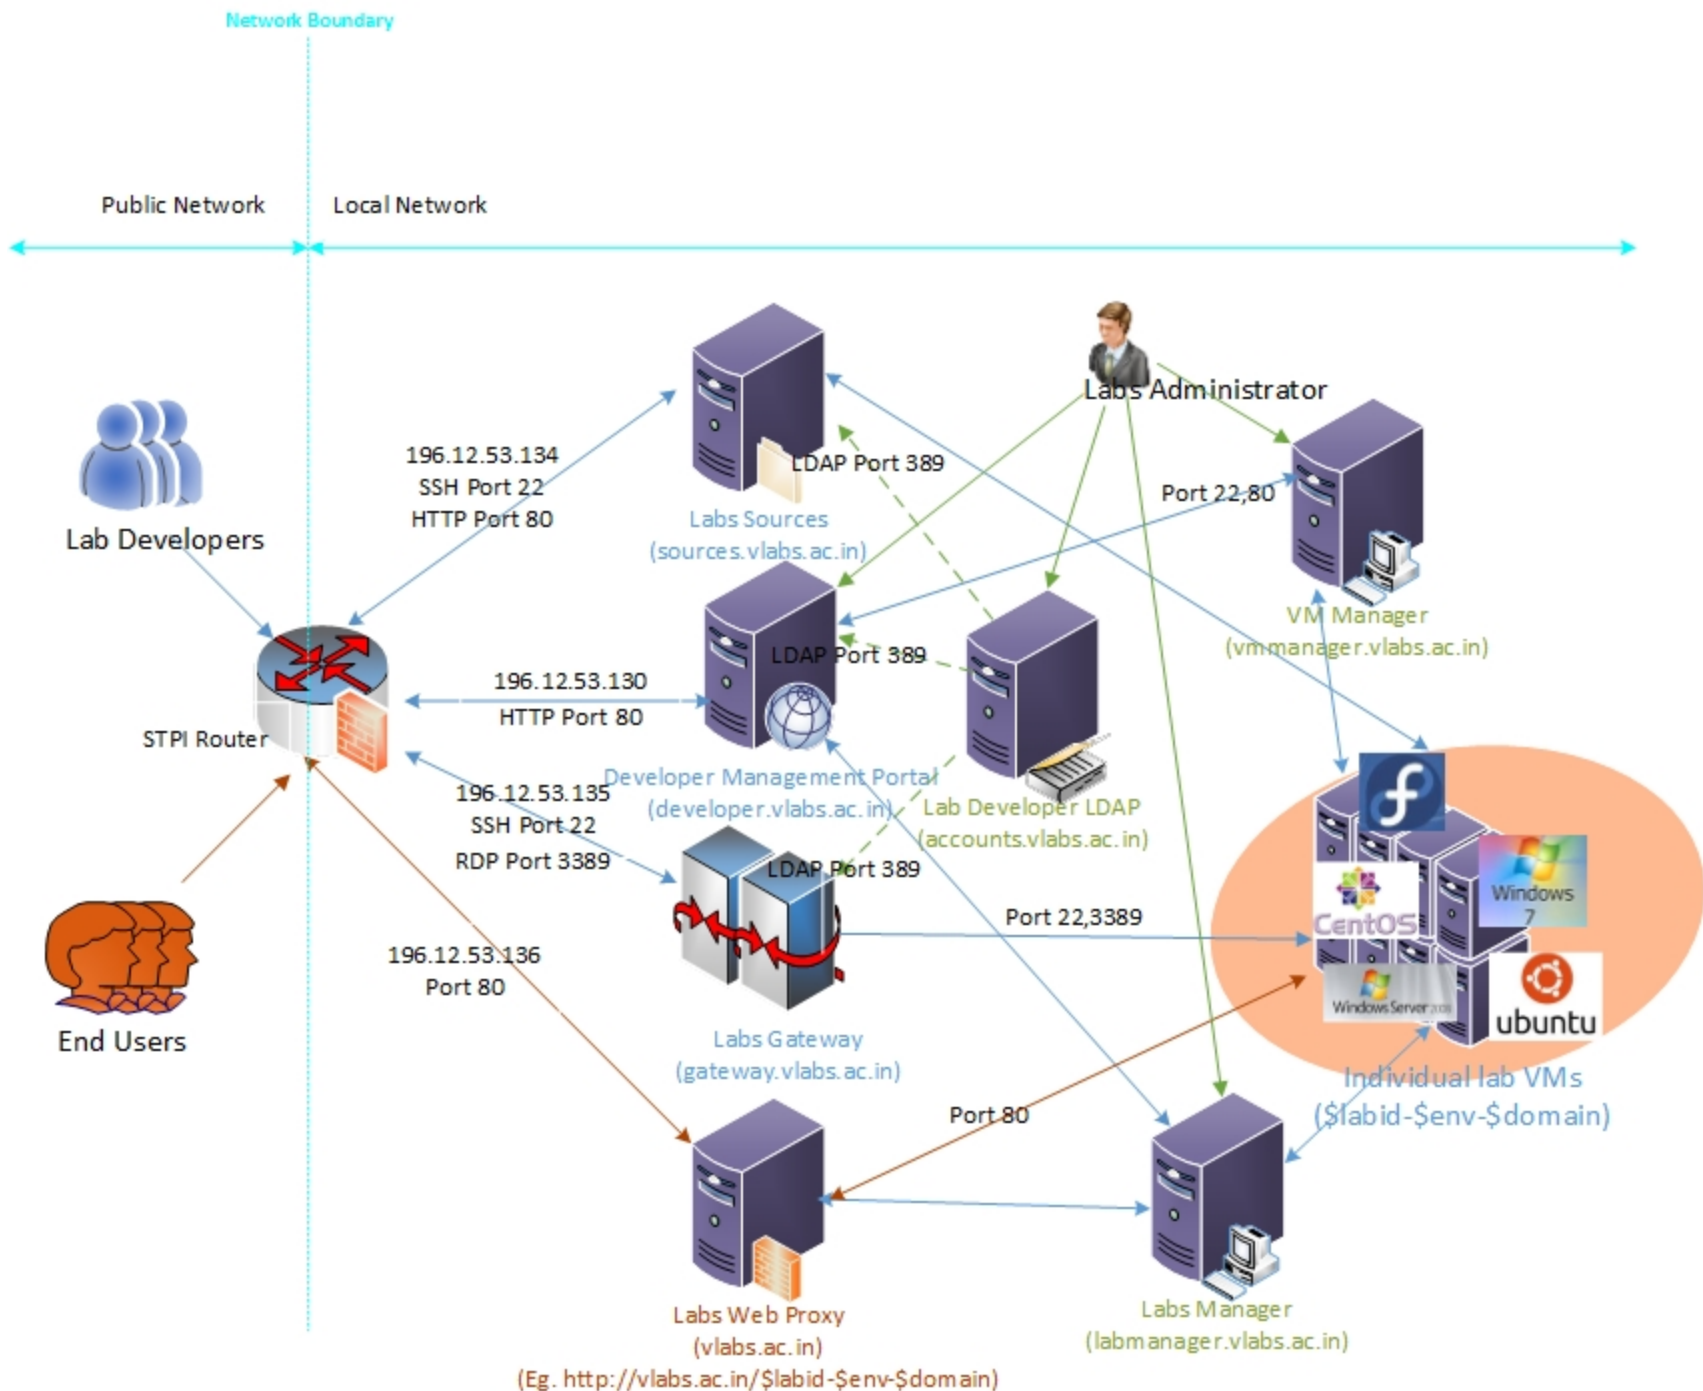 Network Boundary
Public Network
Local Network
Labs Administrator
196.12.53.134
SSH Port 22
HTTP Port 80
LDAP Port 389
Port 22,80
Labs Sources
(sources.vlabs.ac.in)
Lab Developers
VM Manager
(vmmanager.vlabs.ac.in)
LDAP Port 389
196.12.53.130
HTTP Port 80
STPI Router
Developer Management Portal
(developer.vlabs.ac.in)
Lab Developer LDAP
(accounts.vlabs.ac.in)
196.12.53.135
SSH Port 22
RDP Port 3389
LDAP Port 389
Windows
7
CentOS
Port 22,3389
196.12.53.136
Port 80
Windows Server
ubuntu
End Users
Labs Gateway
(gateway.vlabs.ac.in)
Individual lab VMs
($labid-$env-$domain)
Port 80
Labs Web Proxy
(vlabs.ac.in)
(Eg. http://vlabs.ac.in/$labid-$env-$domain)
Labs Manager
(labmanager.vlabs.ac.in)